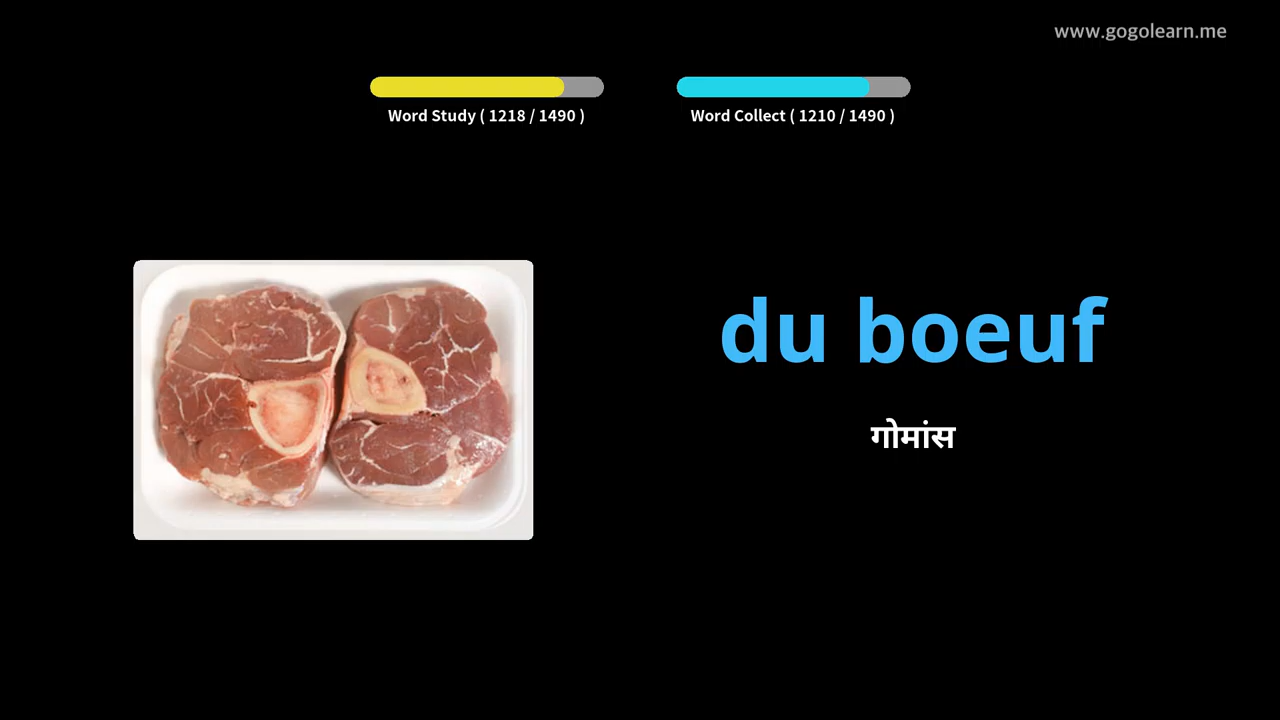 www.gogolearn.me
Word Study ( 1218 / 1490 )
Word Collect ( 1210 / 1490 )
du boeuf
गोमांस